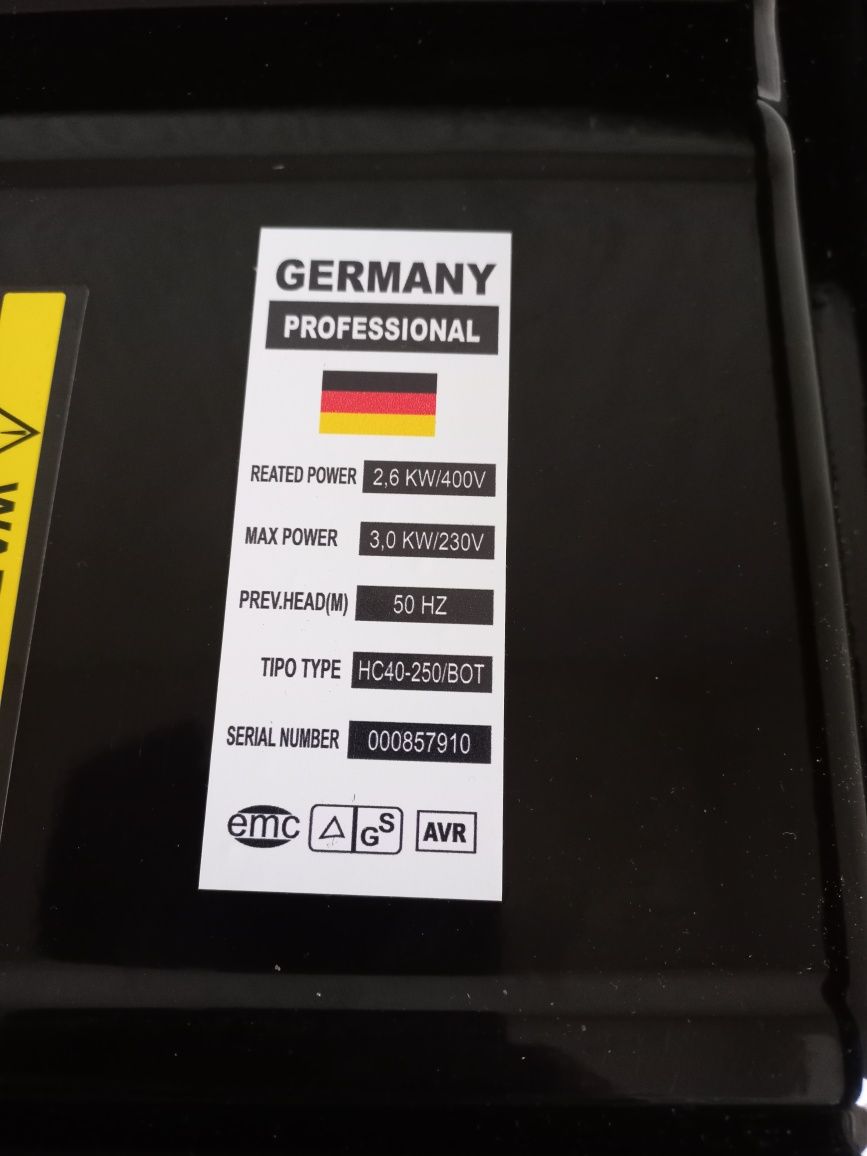 GERMANY
PROFESSIONAL
REATED POWER 2,6 KW/400V
MAX POWER 3,0 KW/230V
PREV.HEAD(M) 50 HZ
TIPO TYPE HC40-250/BOT
SERIAL NUMBER 000857910
emc GS AVR